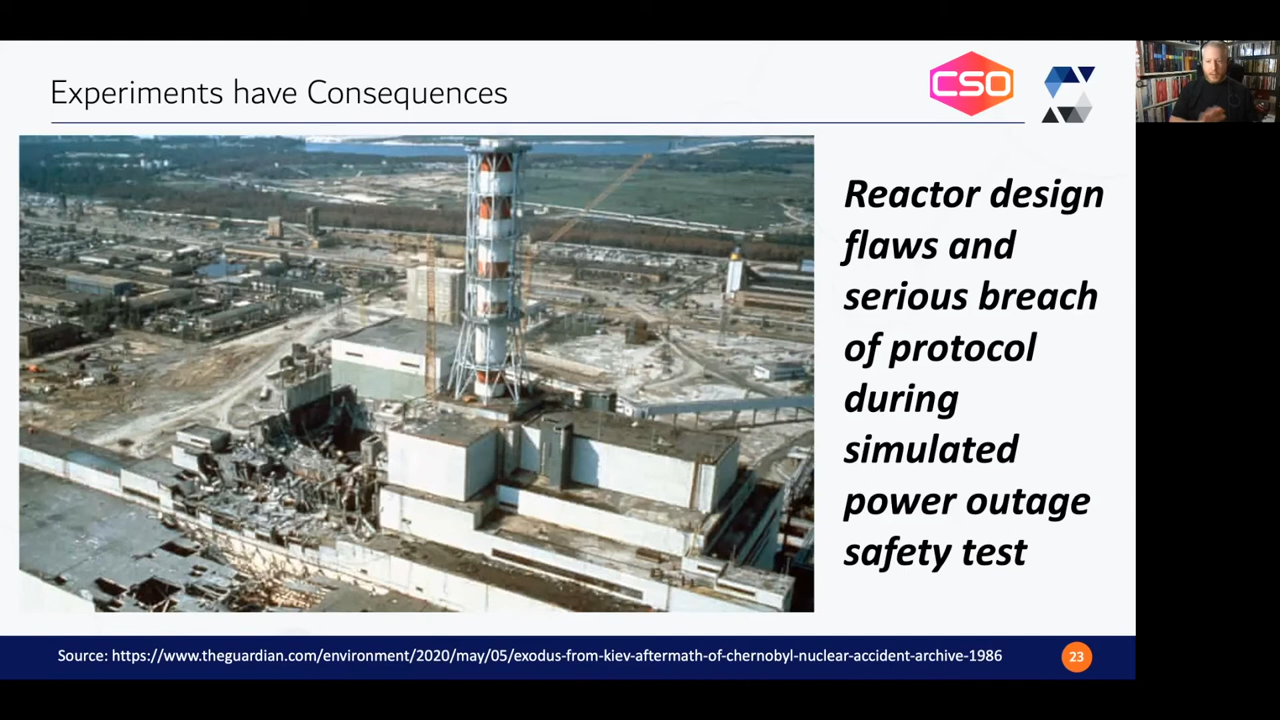 Experiments have Consequences
CSO
Reactor design
flaws and
serious breach
of protocol
during
simulated
power outage
safety test
Source: https://www.theguardian.com/environment/2020/may/05/exodus-from-kiev-aftermath-of-chernobyl-nuclear-accident-archive-1986
23